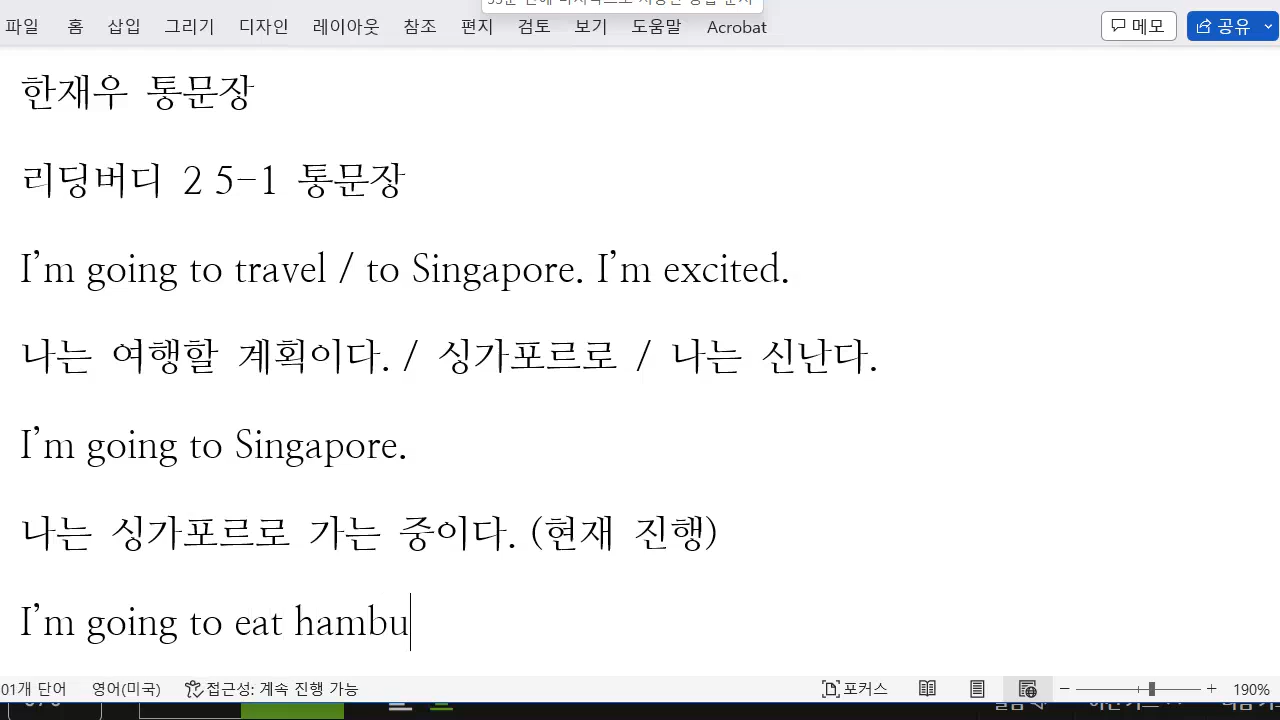 파일 홈 삽입 그리기 디자인 레이아웃 참조 편지 검토 보기 도움말 Acrobat 메모 공유
한재우 통문장
리딩버디 2 5-1 통문장
I’m going to travel / to Singapore. I’m excited.
나는 여행할 계획이다. / 싱가포르로 / 나는 신난다.
I’m going to Singapore.
나는 싱가포르로 가는 중이다. (현재 진행)
I’m going to eat hambu
01개 단어 영어(미국) 접근성: 계속 진행 가능 포커스 190%